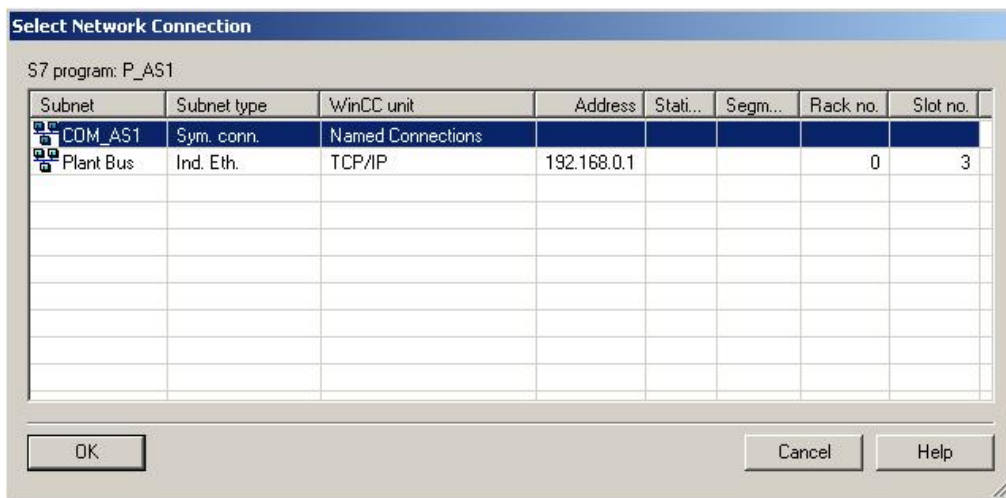 Select Network Connection
S7 program: P_AS1
Subnet Subnet type WinCC unit Address Stati... Segm... Rack no. Slot no.
COM_AS1 Sym. conn. Named Connections
Plant Bus Ind. Eth. TCP/IP 192.168.0.1 0 3
OK Cancel Help